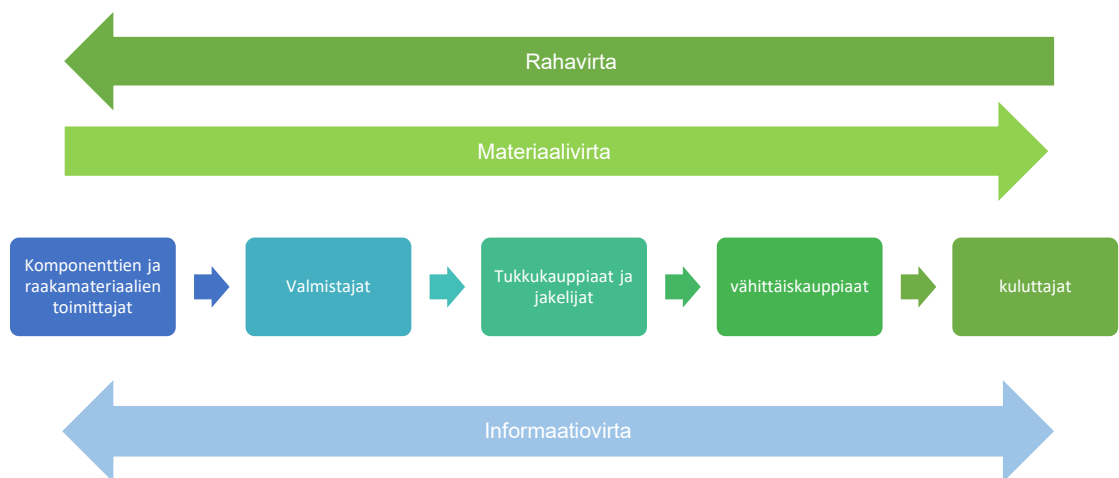 Rahavirta
Materiaalivirta
Komponenttien ja
raakamateriaalien
toimittajat
Valmistajat
Tukkukauppiaat ja
jakelijat
vähittäiskauppiaat
kuluttajat
Informaatiovirta